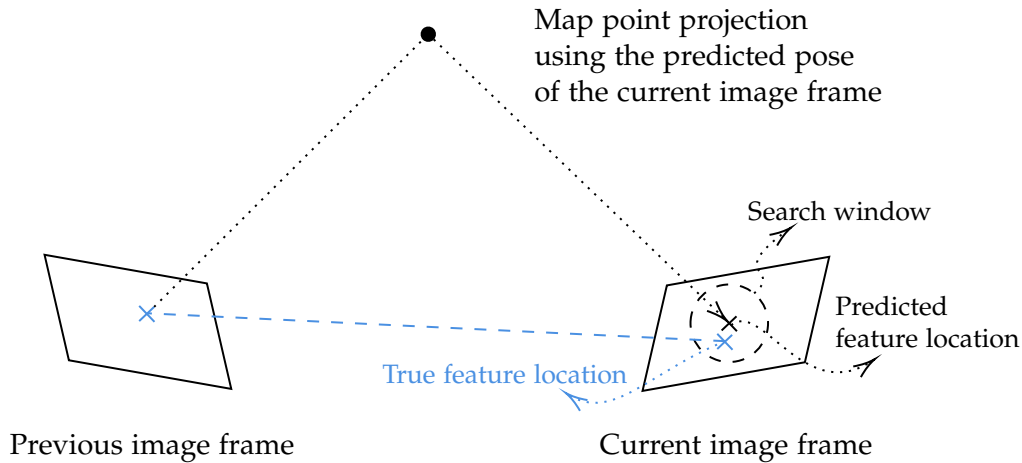 Map point projection
using the predicted pose
of the current image frame
Search window
Predicted
feature location
True feature location
Previous image frame
Current image frame